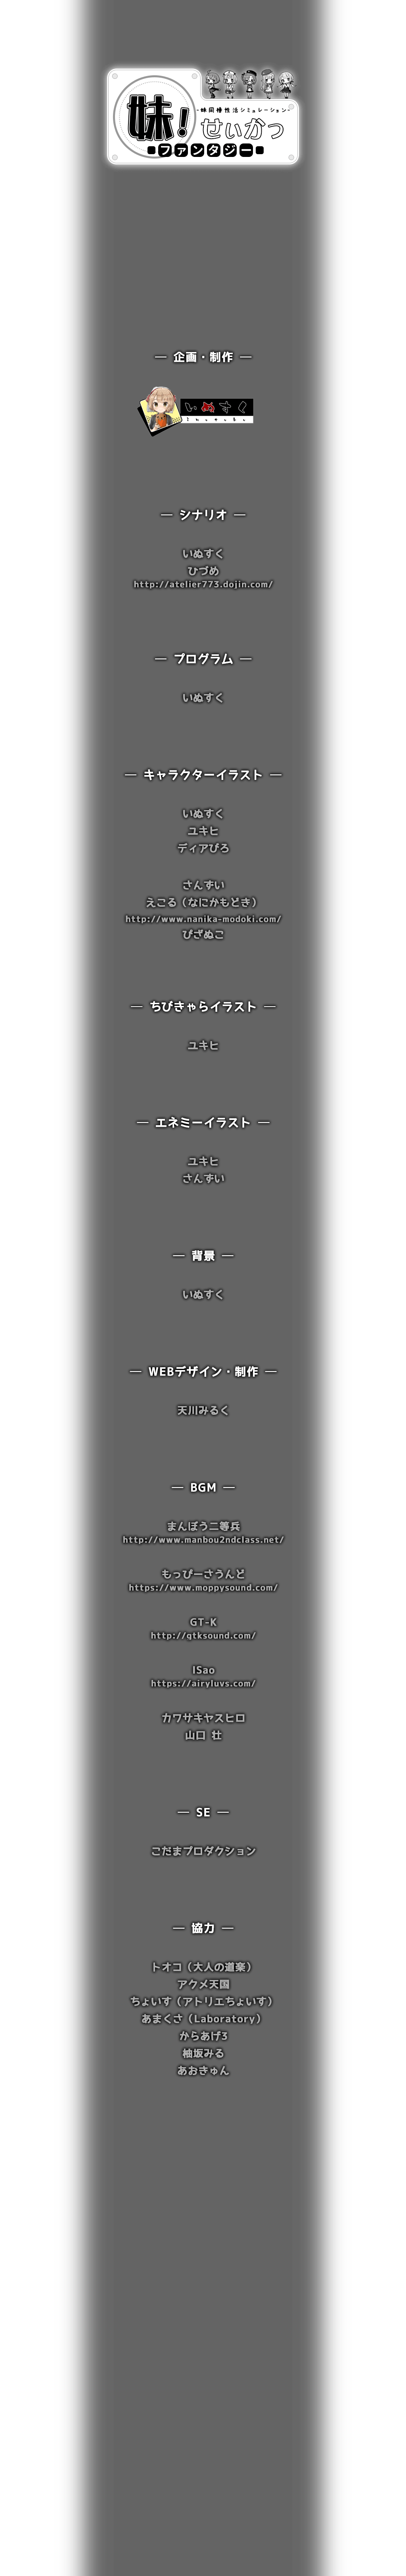 -妹同棲性活シミュレーション-
妹!せいかつ
■ファンタジー■
― 企画・制作 ―
いぬすく
Inusuku
― シナリオ ―
いぬすく
ひづめ
http://atelier773.dojin.com/
― プログラム ―
いぬすく
― キャラクターイラスト ―
いぬすく
ユキヒ
ディアぴろ
さんずい
えこる（なにかもどき）
http://www.nanika-modoki.com/
ぴざぬこ
― ちびきゃらイラスト ―
ユキヒ
― エネミーイラスト ―
ユキヒ
さんずい
― 背景 ―
いぬすく
― WEBデザイン・制作 ―
天川みるく
― BGM ―
まんぼう二等兵
http://www.manbou2ndclass.net/
もっぴーさうんど
https://www.moppysound.com/
GT-K
http://gtksound.com/
ISao
https://airyluvs.com/
カワサキヤスヒロ
山口 壮
― SE ―
こだまプロダクション
― 協力 ―
トオコ（大人の道楽）
アクメ天国
ちょいす（アトリエちょいす）
あまくさ（Laboratory）
からあげ3
柚坂みる
あおきゅん